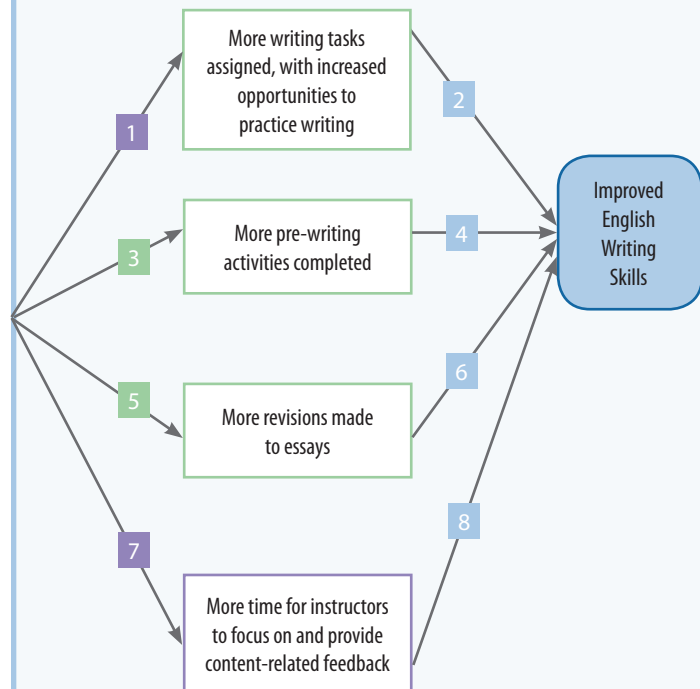 More writing tasks
assigned, with increased
opportunities to
practice writing
1
2
Improved
English
Writing
Skills
3
More pre-writing
activities completed
4
5
More revisions made
to essays
6
7
8
More time for instructors
to focus on and provide
content-related feedback